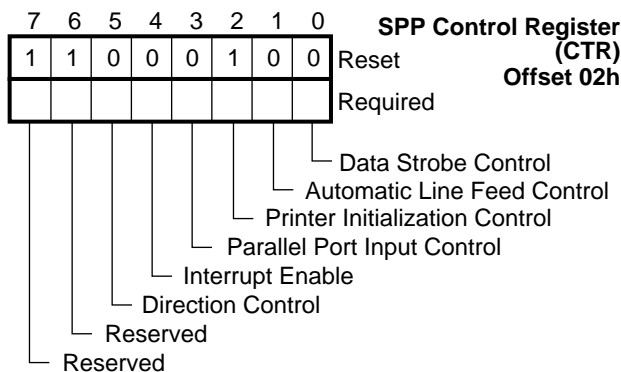 7 6 5 4 3 2 1 0
SPP Control Register
(CTR)
Offset 02h
1 1 0 0 0 1 0 0 Reset
Required
Data Strobe Control
Automatic Line Feed Control
Printer Initialization Control
Parallel Port Input Control
Interrupt Enable
Direction Control
Reserved
Reserved